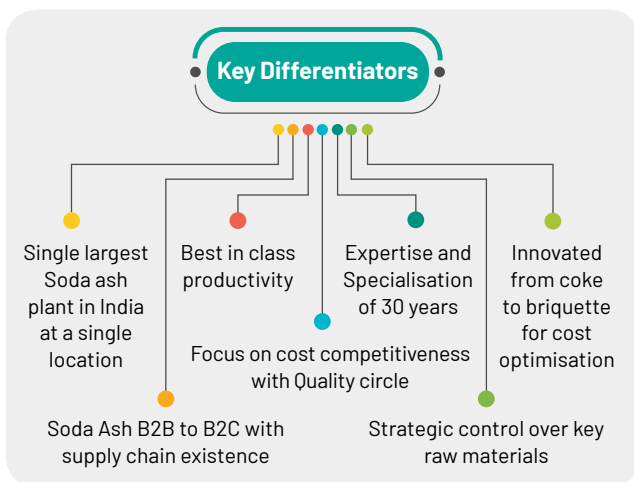 Key Differentiators
Single largest
Soda ash
plant in India
at a single
location
Best in class
productivity
Expertise and
Specialisation
of 30 years
Innovated
from coke
to briquette
for cost
optimisation
Focus on cost competitiveness
with Quality circle
Soda Ash B2B to B2C with
supply chain existence
Strategic control over key
raw materials